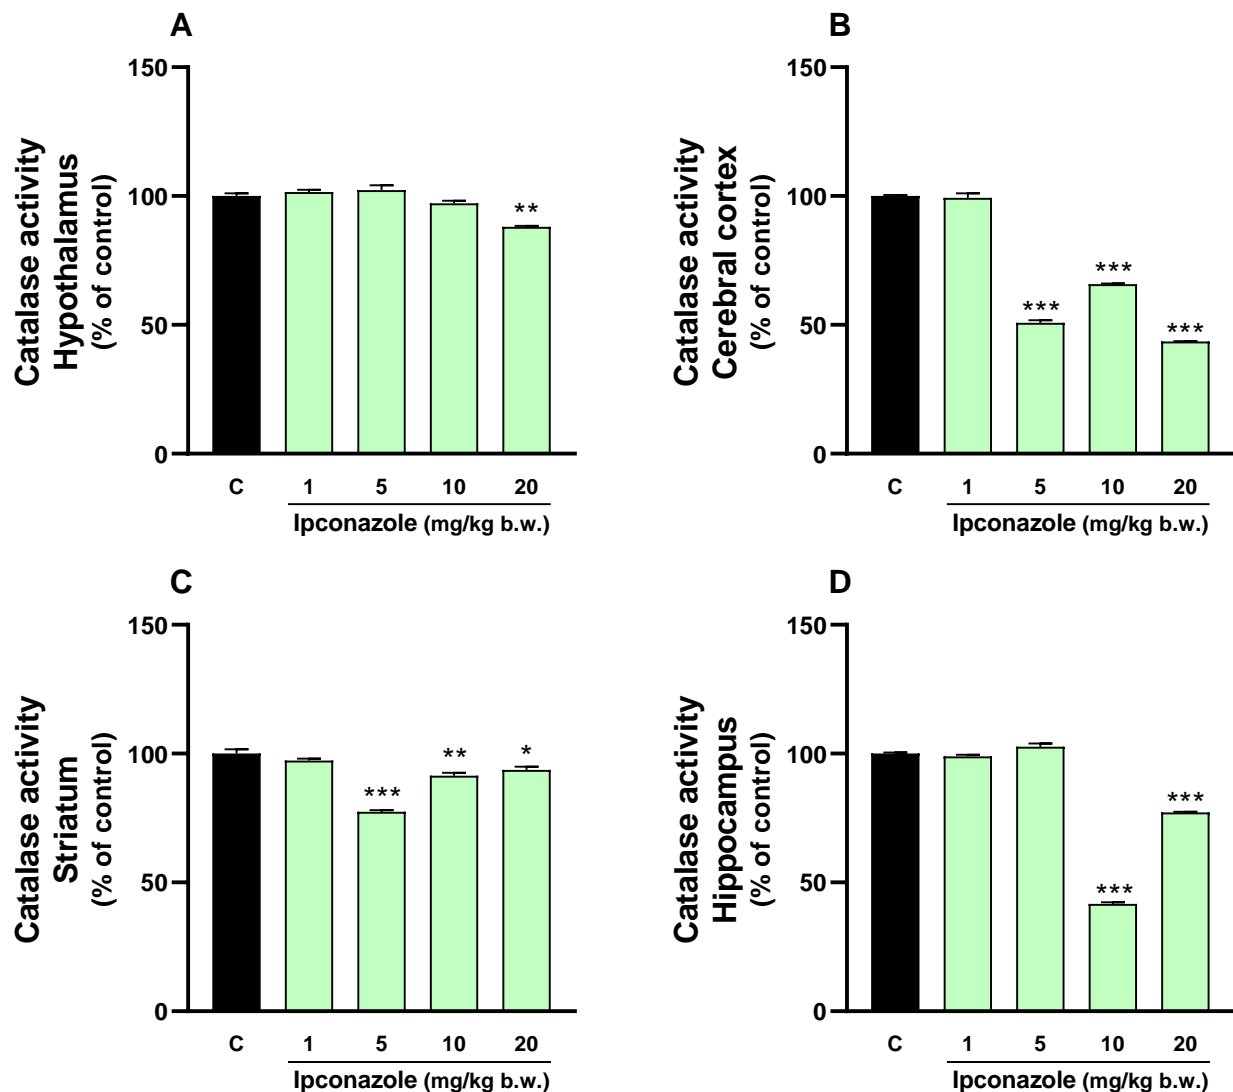 A
Catalase activity
Hypothalamus
(% of control)
150
100
50
0
**
C 1 5 10 20
Ipconazole (mg/kg b.w.)
B
Catalase activity
Cerebral cortex
(% of control)
150
100
50
0
***
***
***
C 1 5 10 20
Ipconazole (mg/kg b.w.)
C
Catalase activity
Striatum
(% of control)
150
100
50
0
***
**
*
C 1 5 10 20
Ipconazole (mg/kg b.w.)
D
Catalase activity
Hippocampus
(% of control)
150
100
50
0
***
***
C 1 5 10 20
Ipconazole (mg/kg b.w.)